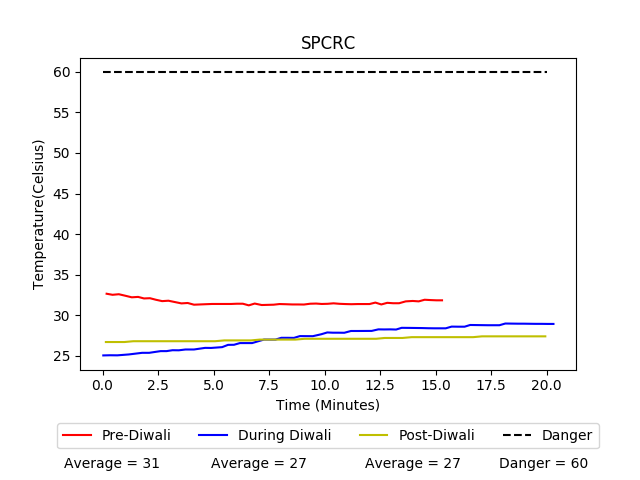 SPCRC
60
55
50
45
40
35
30
25
Temperature(Celsius)
0.0 2.5 5.0 7.5 10.0 12.5 15.0 17.5 20.0
Time (Minutes)
Pre-Diwali During Diwali Post-Diwali Danger
Average = 31 Average = 27 Average = 27 Danger = 60